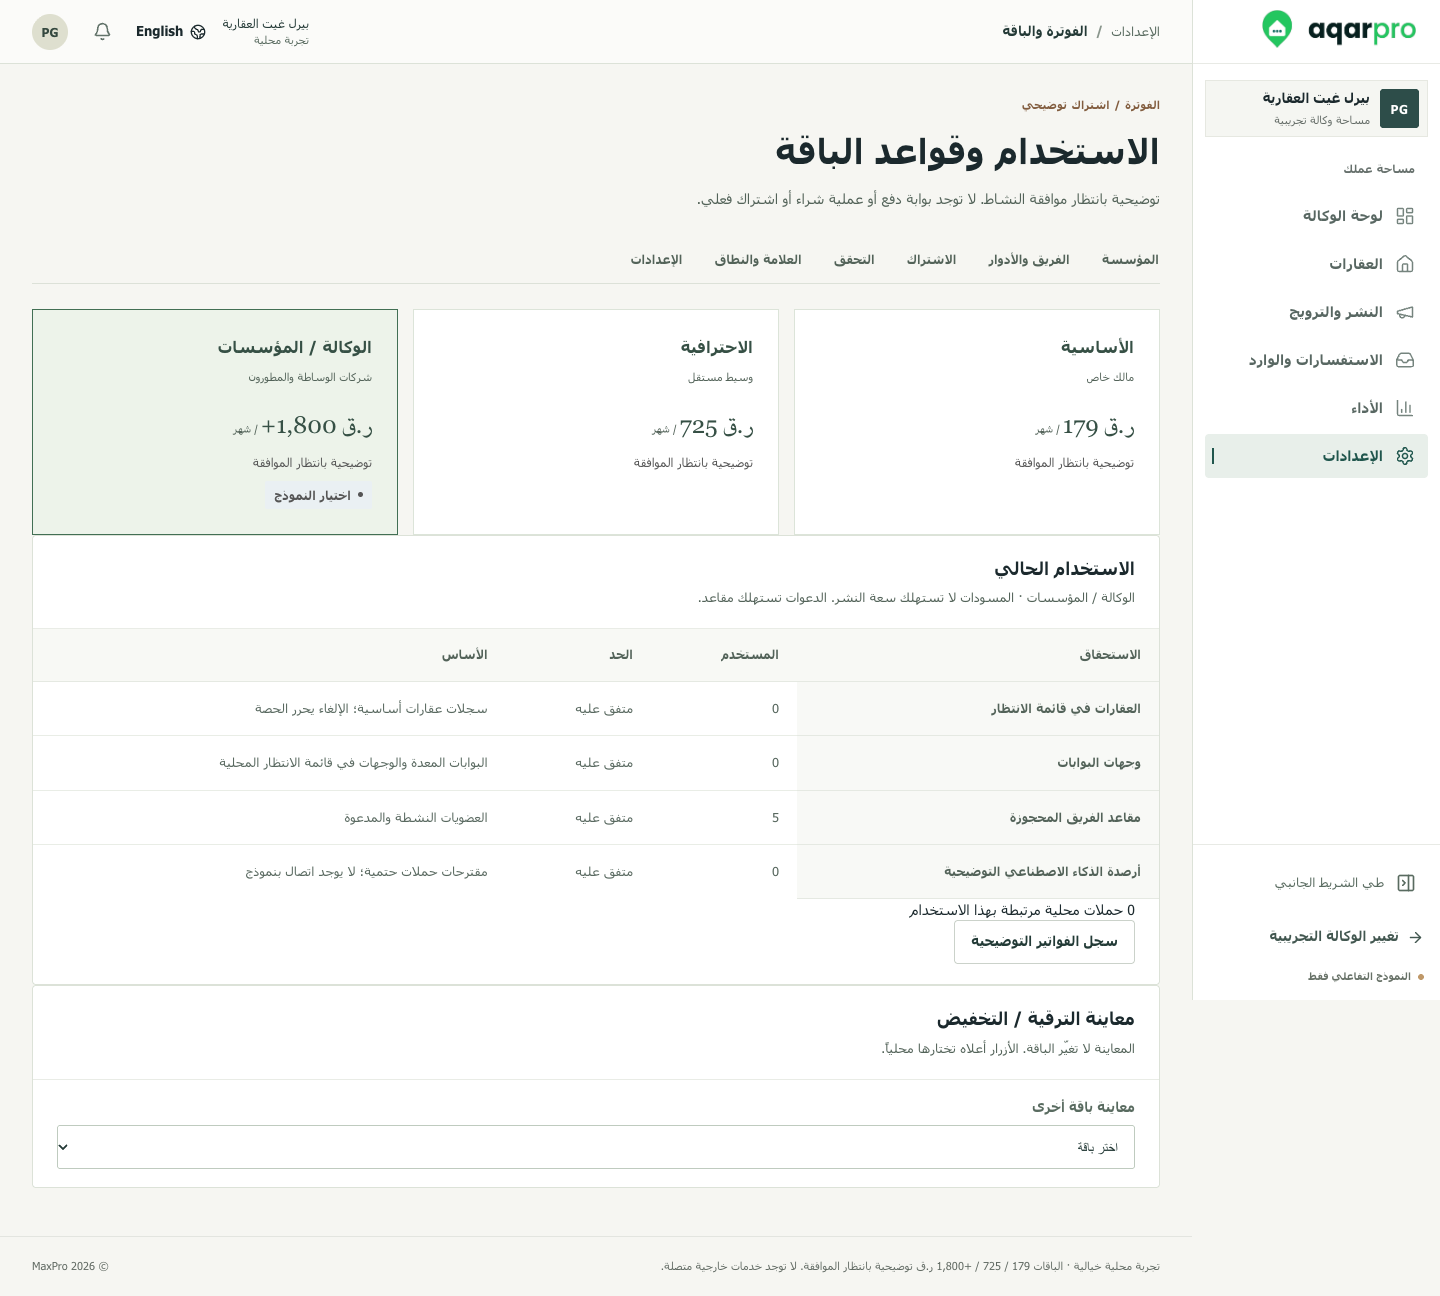 aqarpro
PG
بيرل غيت العقارية
مساحة وكالة تجريبية
مساحة عملك
لوحة الوكالة
العقارات
النشر والترويج
الاستفسارات والوارد
الأداء
الإعدادات
طي الشريط الجانبي
تغيير الوكالة التجريبية
النموذج التفاعلي فقط
الإعدادات / الفوترة والباقة
بيرل غيت العقارية
تجربة محلية
English
PG
الفوترة / اشتراك توضيحي
الاستخدام وقواعد الباقة
توضيحية بانتظار موافقة النشاط. لا توجد بوابة دفع أو عملية شراء أو اشتراك فعلي.
المؤسسة
الفريق والأدوار
الاشتراك
التحقق
العلامة والنطاق
الإعدادات
الأساسية
مالك خاص
ر.ق 179 / شهر
توضيحية بانتظار الموافقة
الاحترافية
وسيط مستقل
ر.ق 725 / شهر
توضيحية بانتظار الموافقة
الوكالة / المؤسسات
شركات الوساطة والمطورون
ر.ق 1,800+ / شهر
توضيحية بانتظار الموافقة
• اختيار النموذج
الاستخدام الحالي
الوكالة / المؤسسات · المسودات لا تستهلك سعة النشر. الدعوات تستهلك مقاعد.
الاستحقاق المستخدم الحد الأساس
العقارات في قائمة الانتظار 0 متفق عليه سجلات عقارات أساسية؛ الإلغاء يحرر الحصة
وجهات البوابات 0 متفق عليه البوابات المعدة والوجهات في قائمة الانتظار المحلية
مقاعد الفريق المحجوزة 5 متفق عليه العضويات النشطة والمدعوة
أرصدة الذكاء الاصطناعي التوضيحية 0 متفق عليه مقترحات حملات حتمية؛ لا يوجد اتصال بنموذج
0 حملات محلية مرتبطة بهذا الاستخدام
سجل الفواتير التوضيحية
معاينة الترقية / التخفيض
المعاينة لا تغيّر الباقة. الأزرار أعلاه تختارها محلياً.
معاينة باقة أخرى
اختر باقة
تجربة محلية خيالية · الباقات 179 / 725 / 1,800+ ر.ق توضيحية بانتظار الموافقة. لا توجد خدمات خارجية متصلة.
© 2026 MaxPro